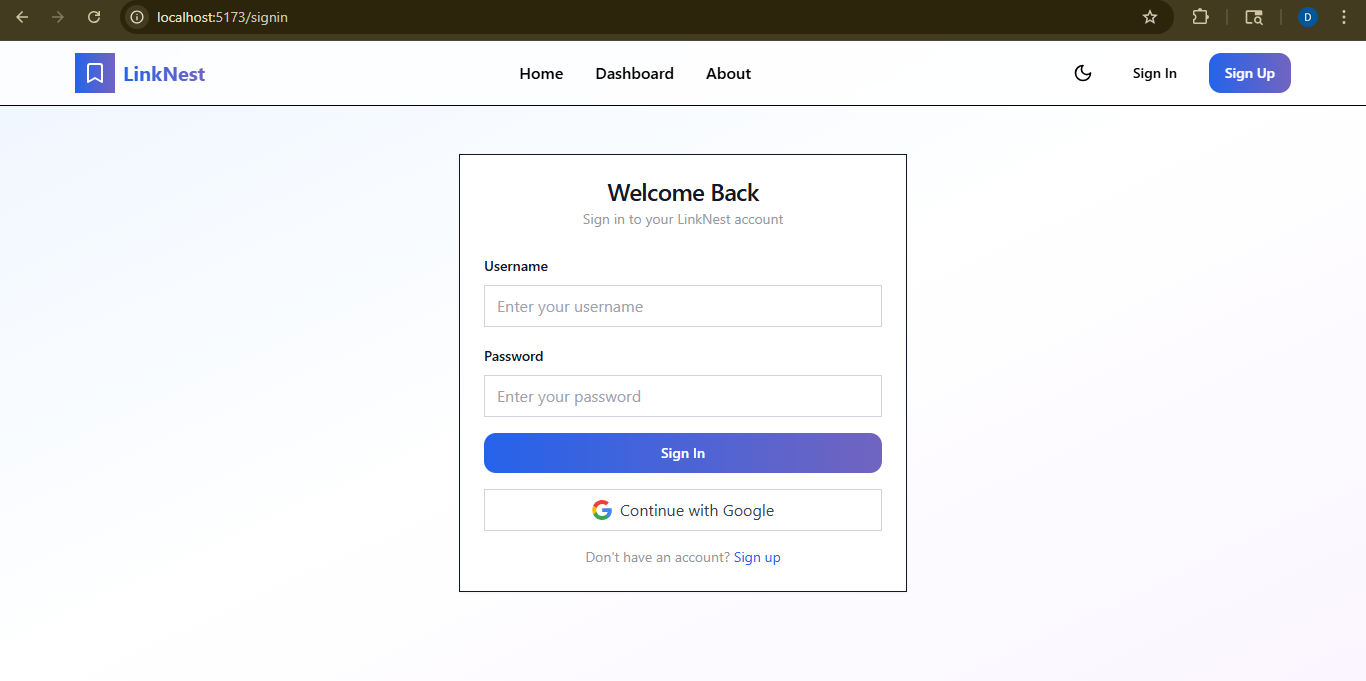 localhost:5173/signin
D
LinkNest
Home Dashboard About
Sign In Sign Up
Welcome Back
Sign in to your LinkNest account
Username
Enter your username
Password
Enter your password
Sign In
Continue with Google
Don't have an account? Sign up